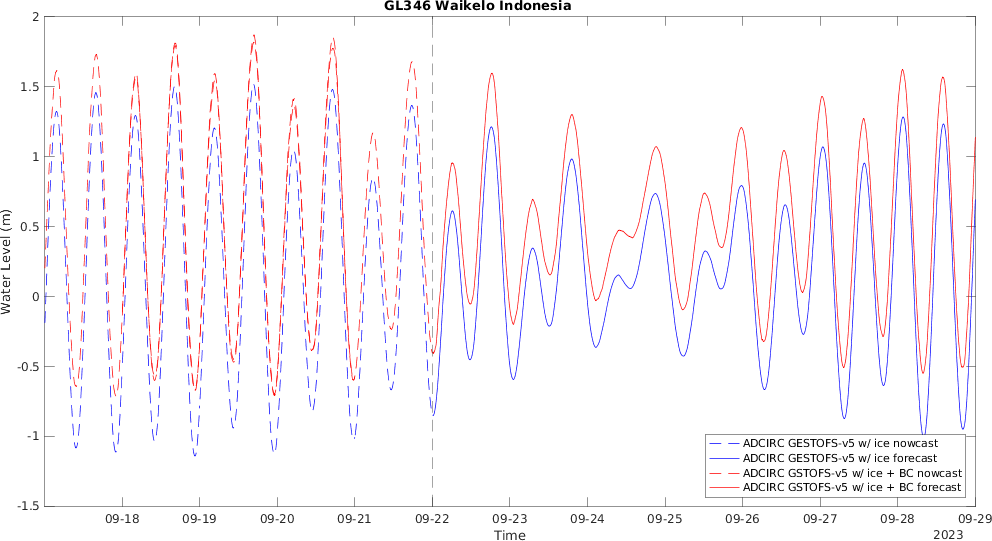 GL346 Waikelo Indonesia
2
1.5
1
0.5
0
-0.5
-1
-1.5
Water Level (m)
ADCIRC GESTOFS-v5 w/ ice nowcast
ADCIRC GESTOFS-v5 w/ ice forecast
ADCIRC GSTOFS-v5 w/ ice + BC nowcast
ADCIRC GSTOFS-v5 w/ ice + BC forecast
09-18 09-19 09-20 09-21 09-22 09-23 09-24 09-25 09-26 09-27 09-28 09-29
Time
2023